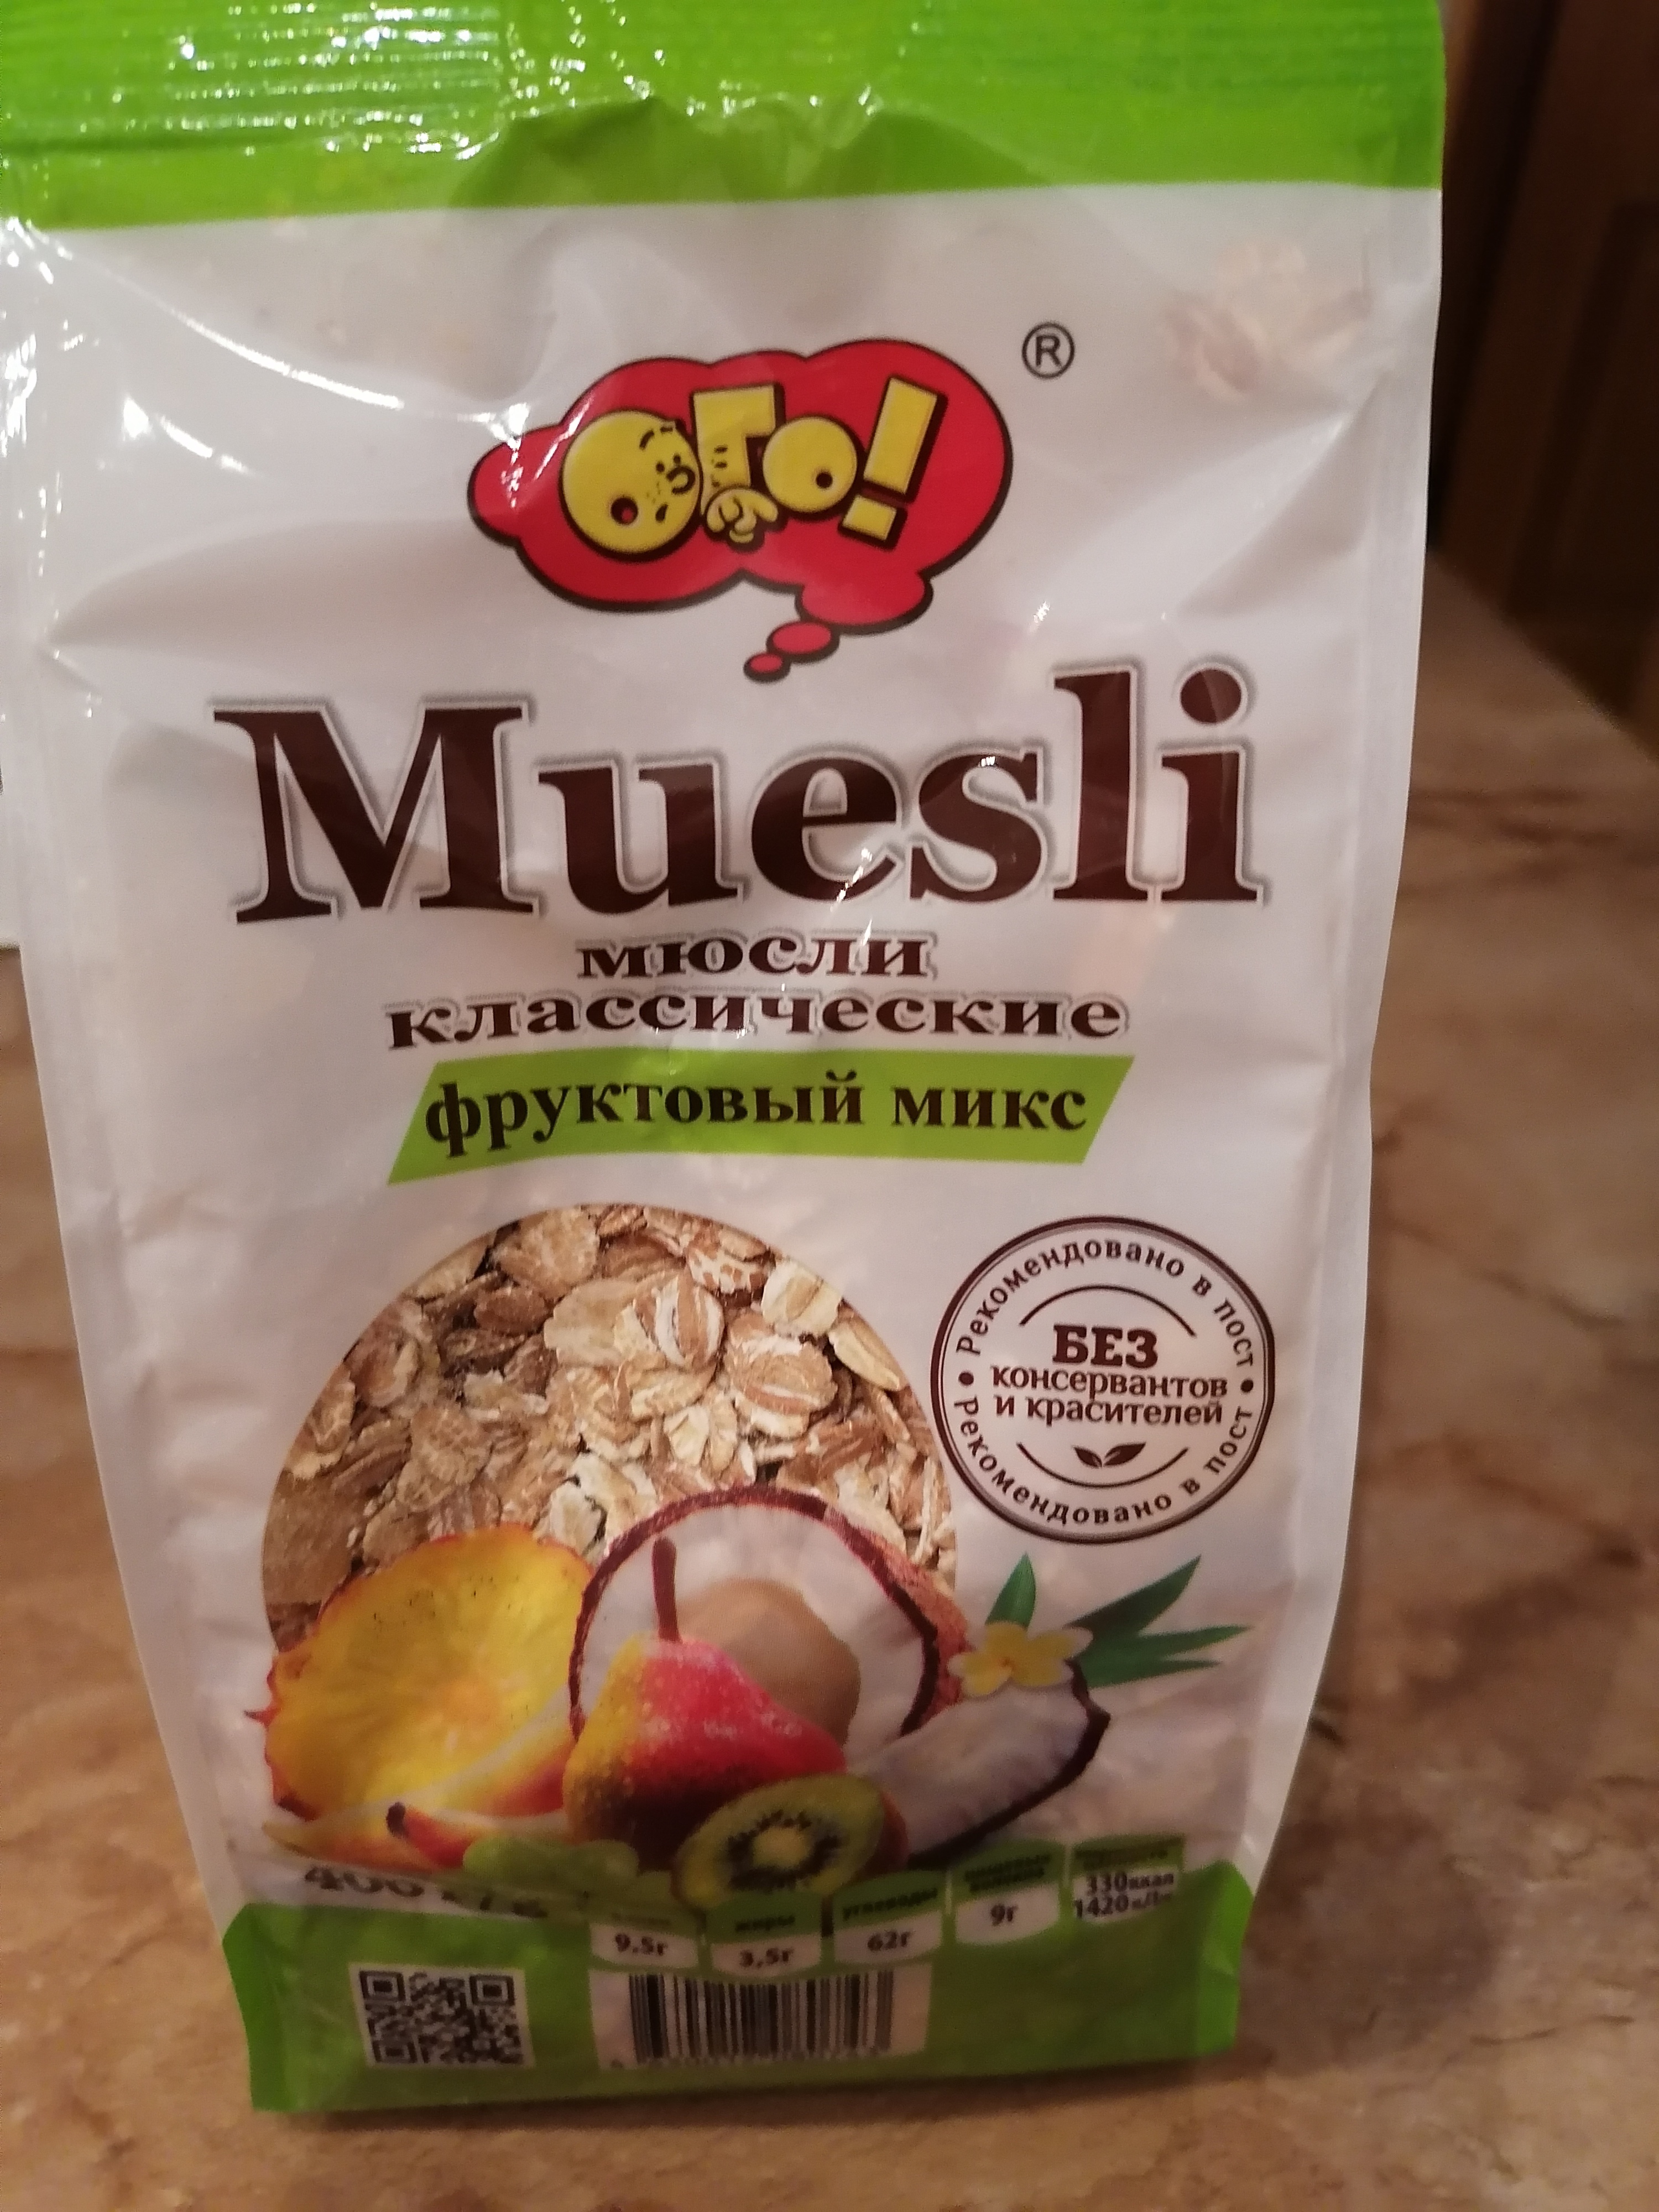 ОГО!
®
Muesli
мюсли
классические
фруктовый микс
• Рекомендовано в пост •
БЕЗ
консервантов
и красителей
Рекомендовано в пост
жиры
углеводы
9,5г
3,5г
62г
9г
330ккал